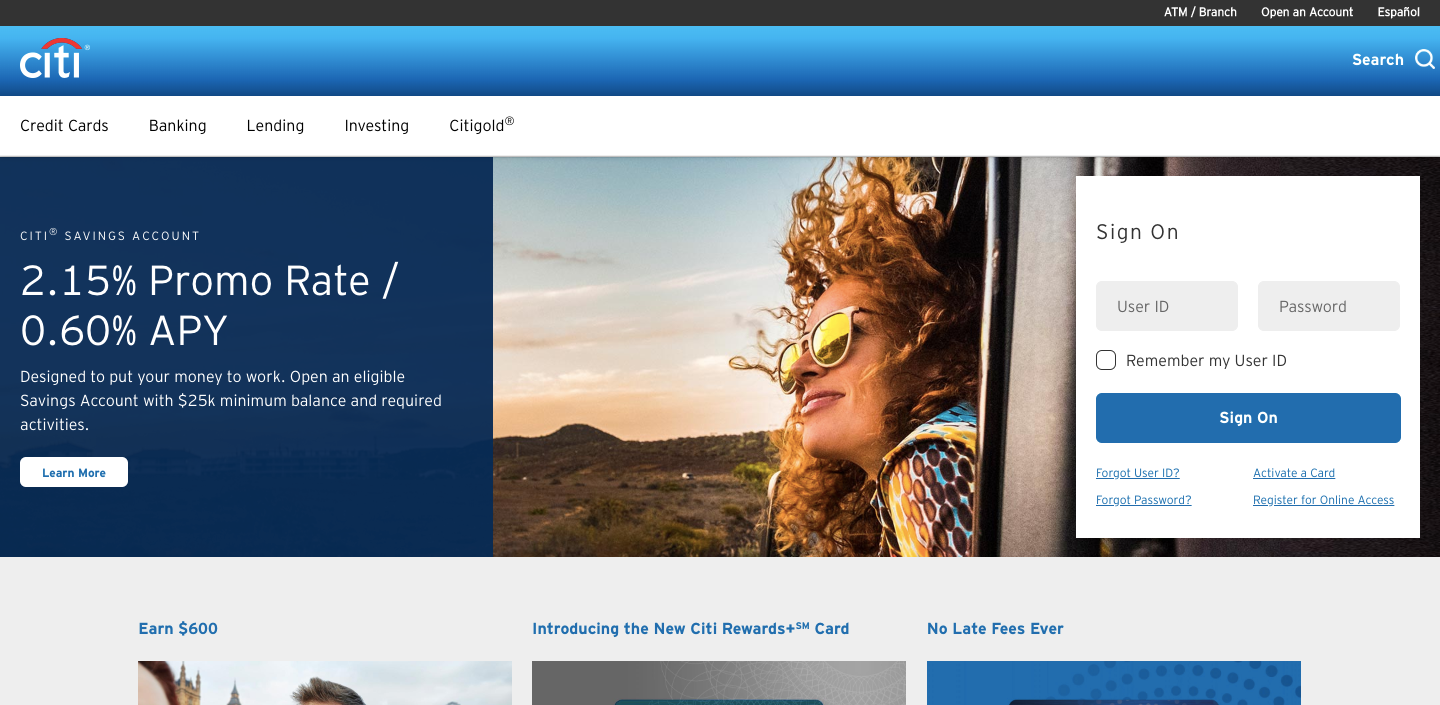 ATM / Branch Open an Account Español
citi®
Search
Credit Cards Banking Lending Investing Citigold®
CITI® SAVINGS ACCOUNT
2.15% Promo Rate /
0.60% APY
Designed to put your money to work. Open an eligible
Savings Account with $25k minimum balance and required
activities.
Learn More
Sign On
User ID Password
Remember my User ID
Sign On
Forgot User ID? Activate a Card
Forgot Password? Register for Online Access
Earn $600 Introducing the New Citi Rewards+℠ Card No Late Fees Ever